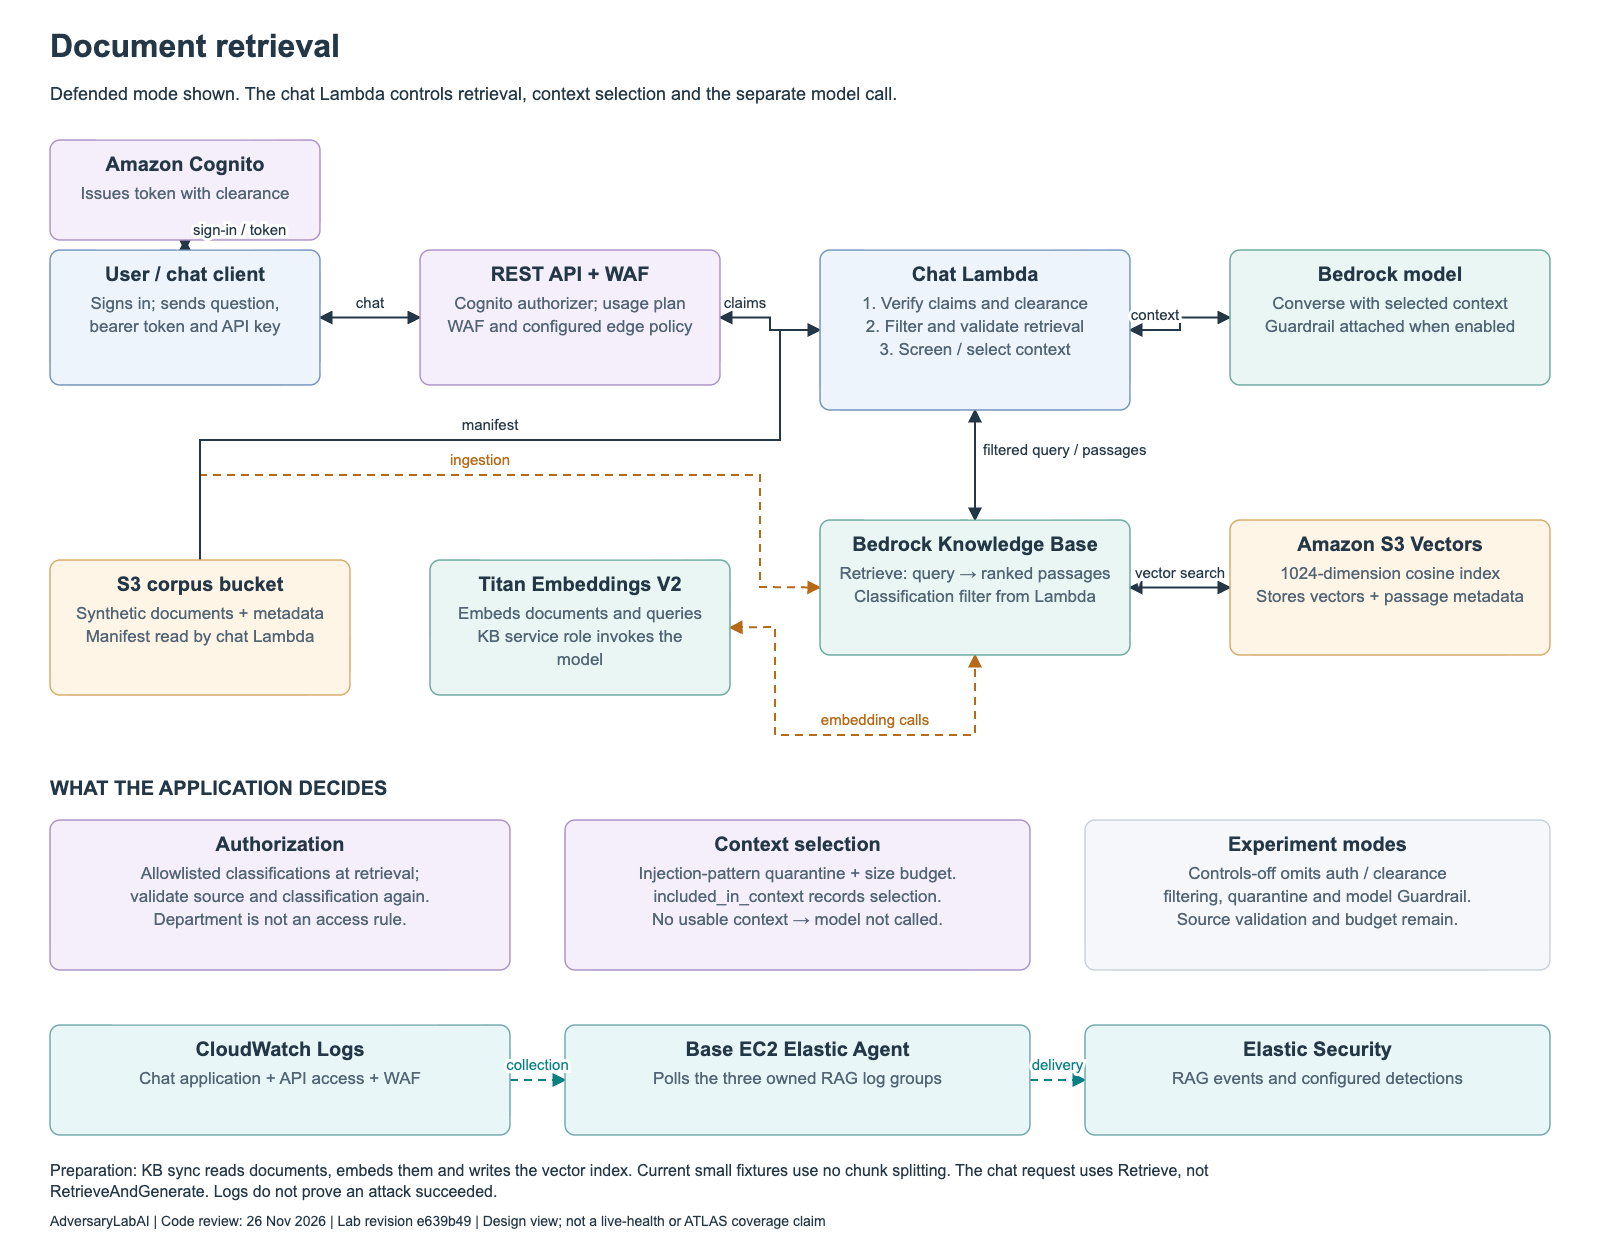 Document retrieval
Defended mode shown. The chat Lambda controls retrieval, context selection and the separate model call.
Amazon Cognito
Issues token with clearance
sign-in / token
User / chat client
Signs in; sends question,
bearer token and API key
chat
REST API + WAF
Cognito authorizer; usage plan
WAF and configured edge policy
claims
Chat Lambda
1. Verify claims and clearance
2. Filter and validate retrieval
3. Screen / select context
context
Bedrock model
Converse with selected context
Guardrail attached when enabled
manifest
ingestion
filtered query / passages
S3 corpus bucket
Synthetic documents + metadata
Manifest read by chat Lambda
Titan Embeddings V2
Embeds documents and queries
KB service role invokes the
model
Bedrock Knowledge Base
Retrieve: query → ranked passages
Classification filter from Lambda
vector search
Amazon S3 Vectors
1024-dimension cosine index
Stores vectors + passage metadata
embedding calls
WHAT THE APPLICATION DECIDES
Authorization
Allowlisted classifications at retrieval;
validate source and classification again.
Department is not an access rule.
Context selection
Injection-pattern quarantine + size budget.
included_in_context records selection.
No usable context → model not called.
Experiment modes
Controls-off omits auth / clearance
filtering, quarantine and model Guardrail.
Source validation and budget remain.
CloudWatch Logs
Chat application + API access + WAF
collection
Base EC2 Elastic Agent
Polls the three owned RAG log groups
delivery
Elastic Security
RAG events and configured detections
Preparation: KB sync reads documents, embeds them and writes the vector index. Current small fixtures use no chunk splitting. The chat request uses Retrieve, not
RetrieveAndGenerate. Logs do not prove an attack succeeded.
AdversaryLabAI | Code review: 26 Nov 2026 | Lab revision e639b49 | Design view; not a live-health or ATLAS coverage claim